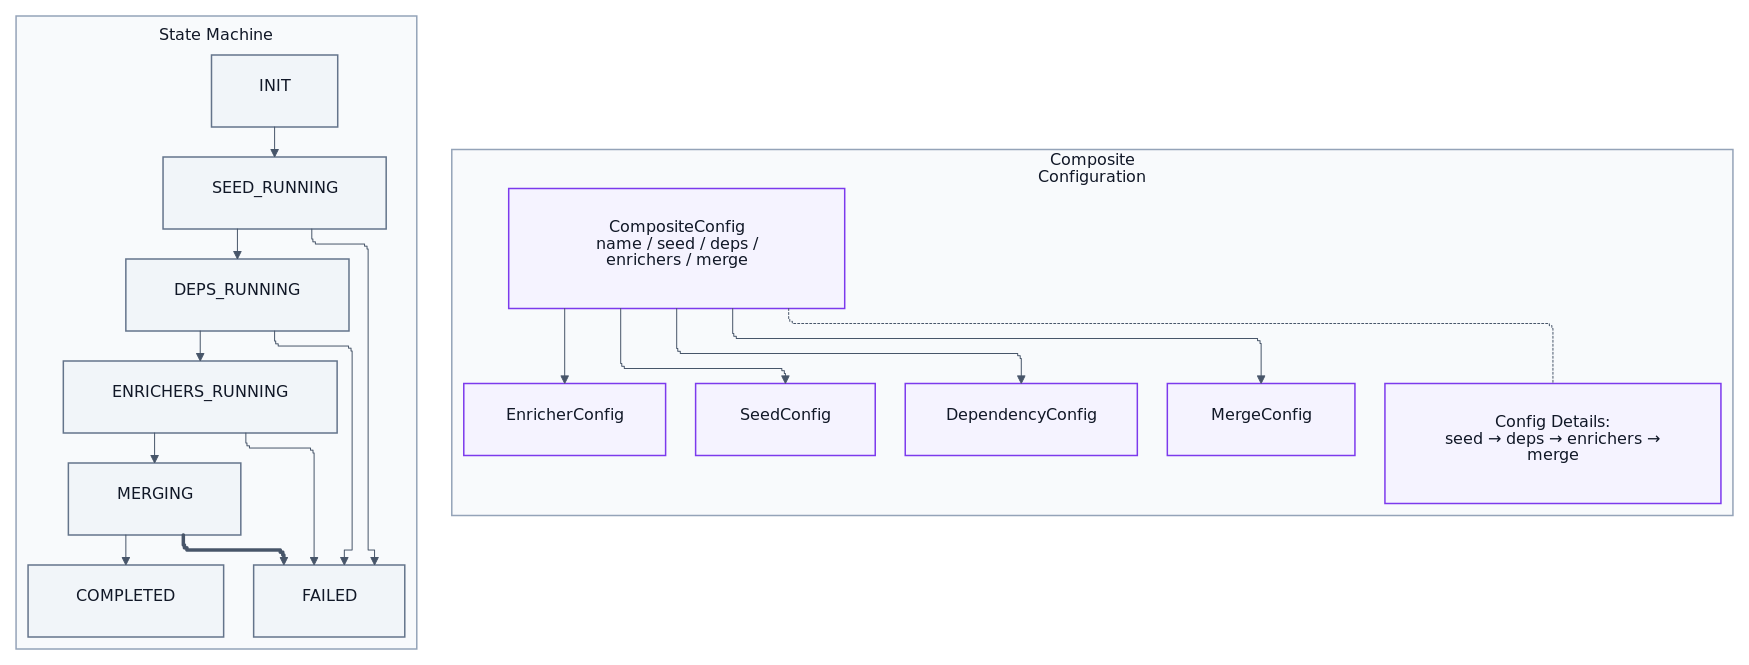 State Machine
INIT
SEED_RUNNING
DEPS_RUNNING
ENRICHERS_RUNNING
MERGING
COMPLETED
FAILED
Composite
Configuration
CompositeConfig
name / seed / deps /
enrichers / merge
EnricherConfig
SeedConfig
DependencyConfig
MergeConfig
Config Details:
seed → deps → enrichers →
merge